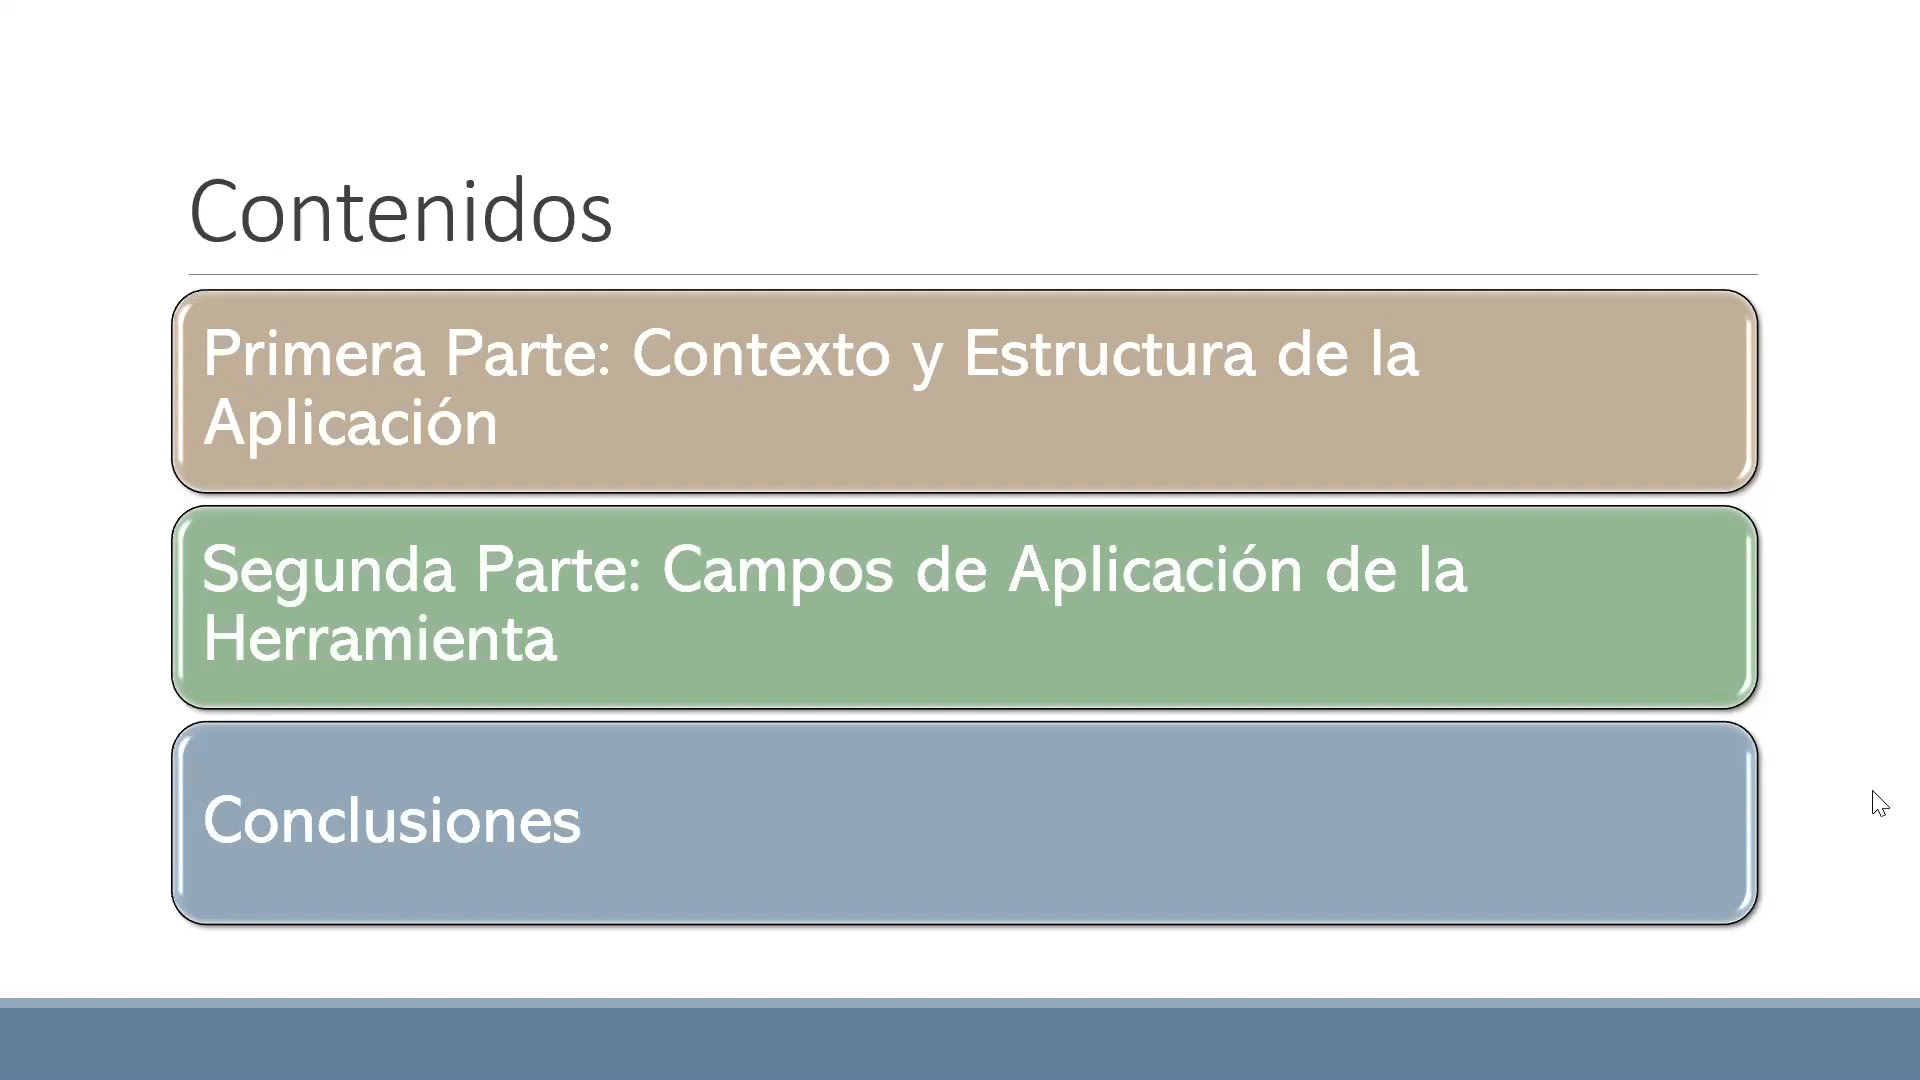 Contenidos
Primera Parte: Contexto y Estructura de la
Aplicación
Segunda Parte: Campos de Aplicación de la
Herramienta
Conclusiones